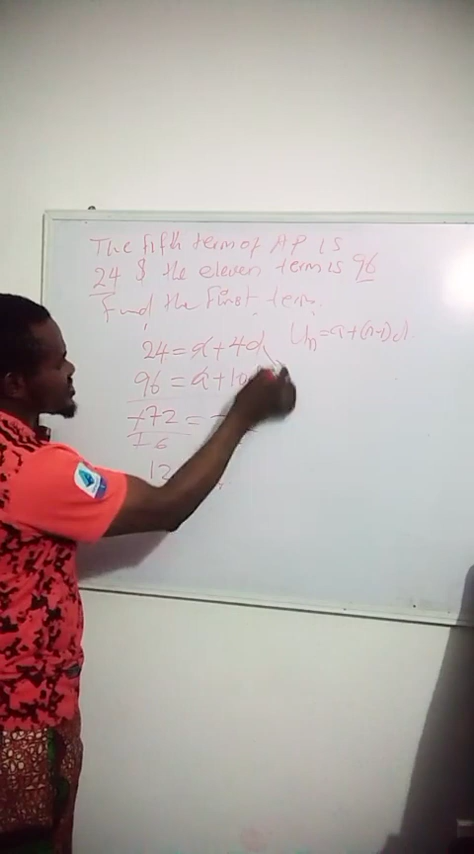 The fifth term of AP is
24 & the eleven term is 96
find the first term.
Un=a+(n-1)d
24=a+4d
96=a+10
+72=-
+6
12